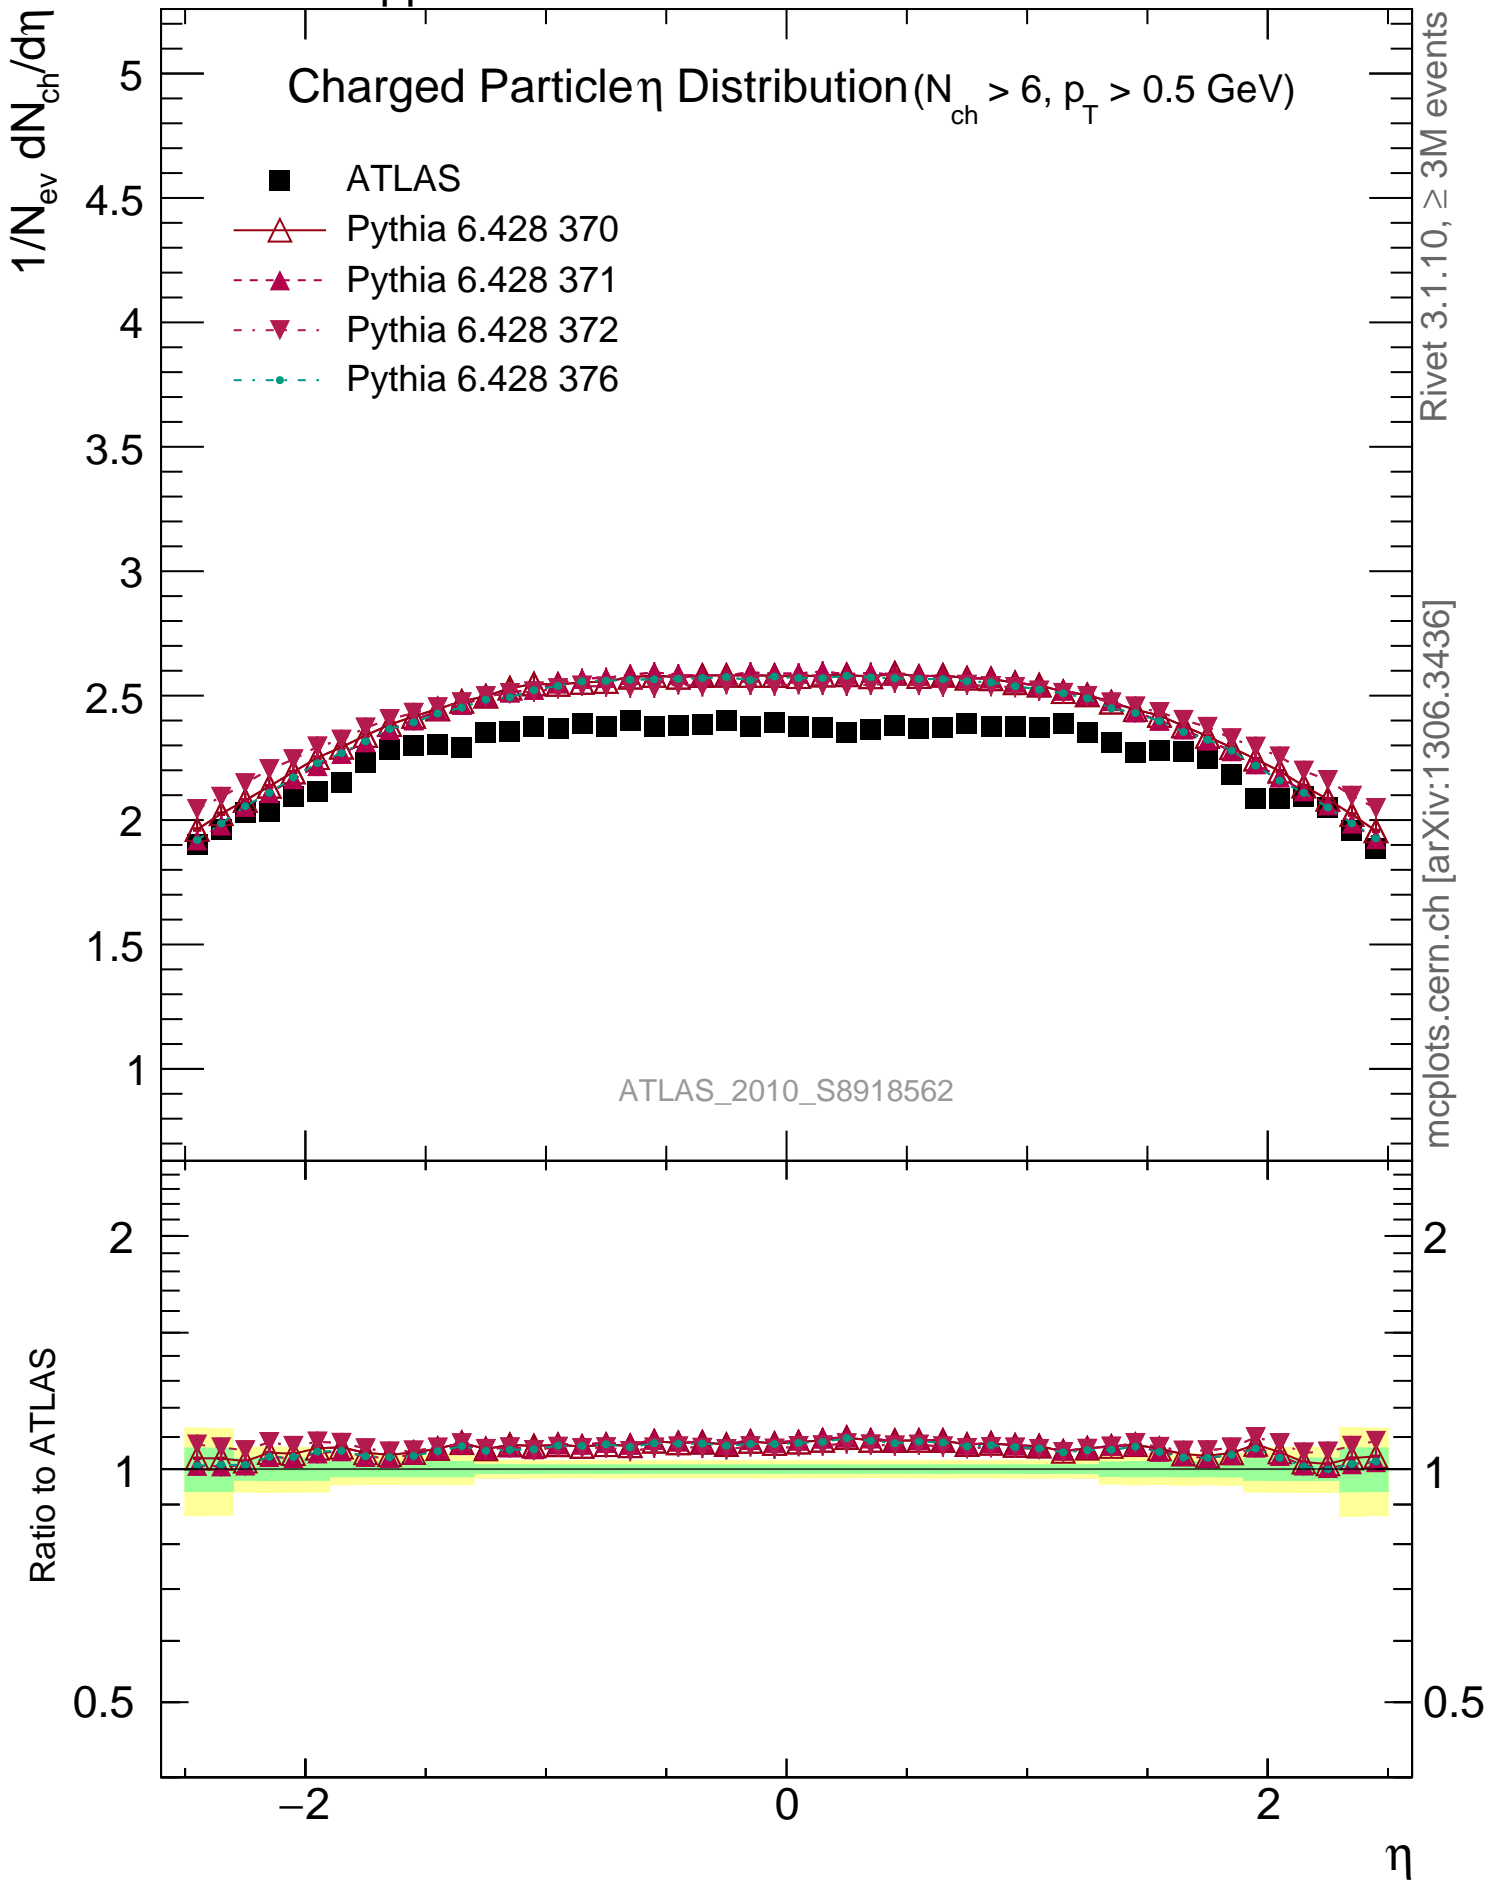 1/N_ev dN_ch/dη
Charged Particle η Distribution (N_ch > 6, p_T > 0.5 GeV)
ATLAS
Pythia 6.428 370
Pythia 6.428 371
Pythia 6.428 372
Pythia 6.428 376
5
4.5
4
3.5
3
2.5
2
1.5
1
ATLAS_2010_S8918562
Rivet 3.1.10, ≥ 3M events
mcplots.cern.ch [arXiv:1306.3436]
Ratio to ATLAS
2
1
0.5
2
1
0.5
−2
0
2
η